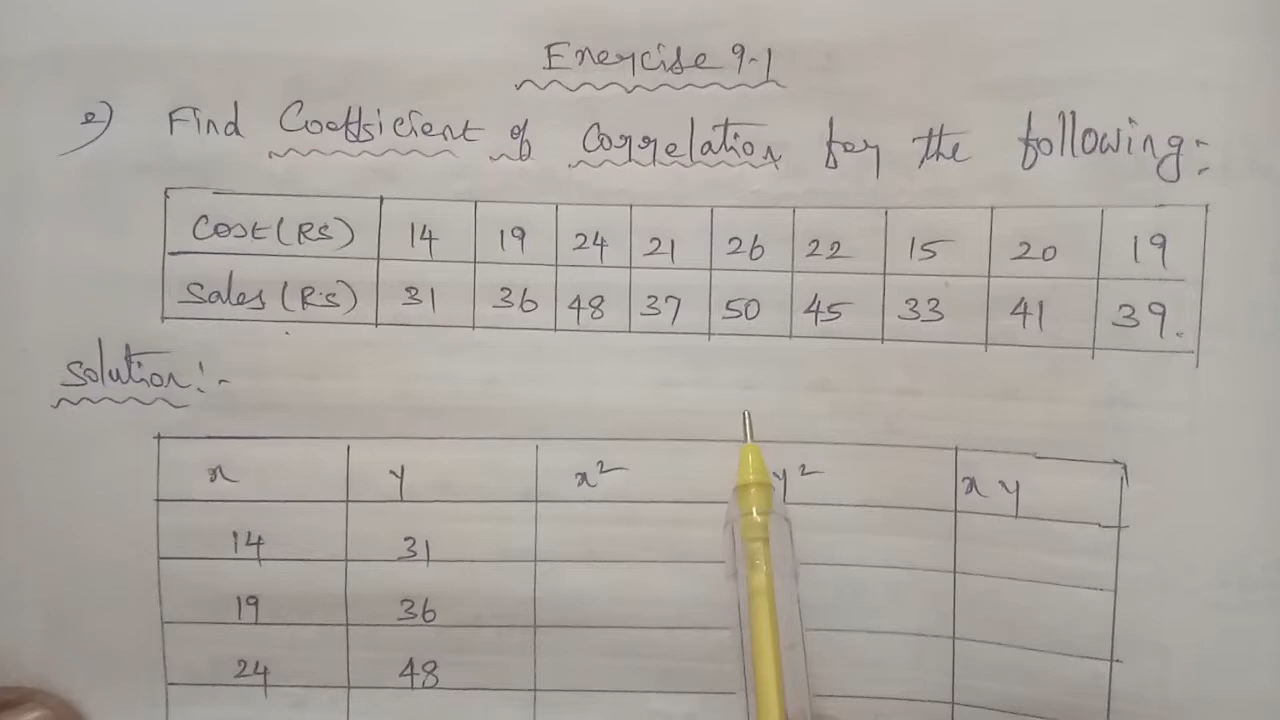 Exercise 9.1
2) Find Coefficient of Correlation for the following:
Cost (RS) 14 19 24 21 26 22 15 20 19
Sales (RS) 31 36 48 37 50 45 33 41 39.
Solution:-
x y x² y² xy
14 31
19 36
24 48